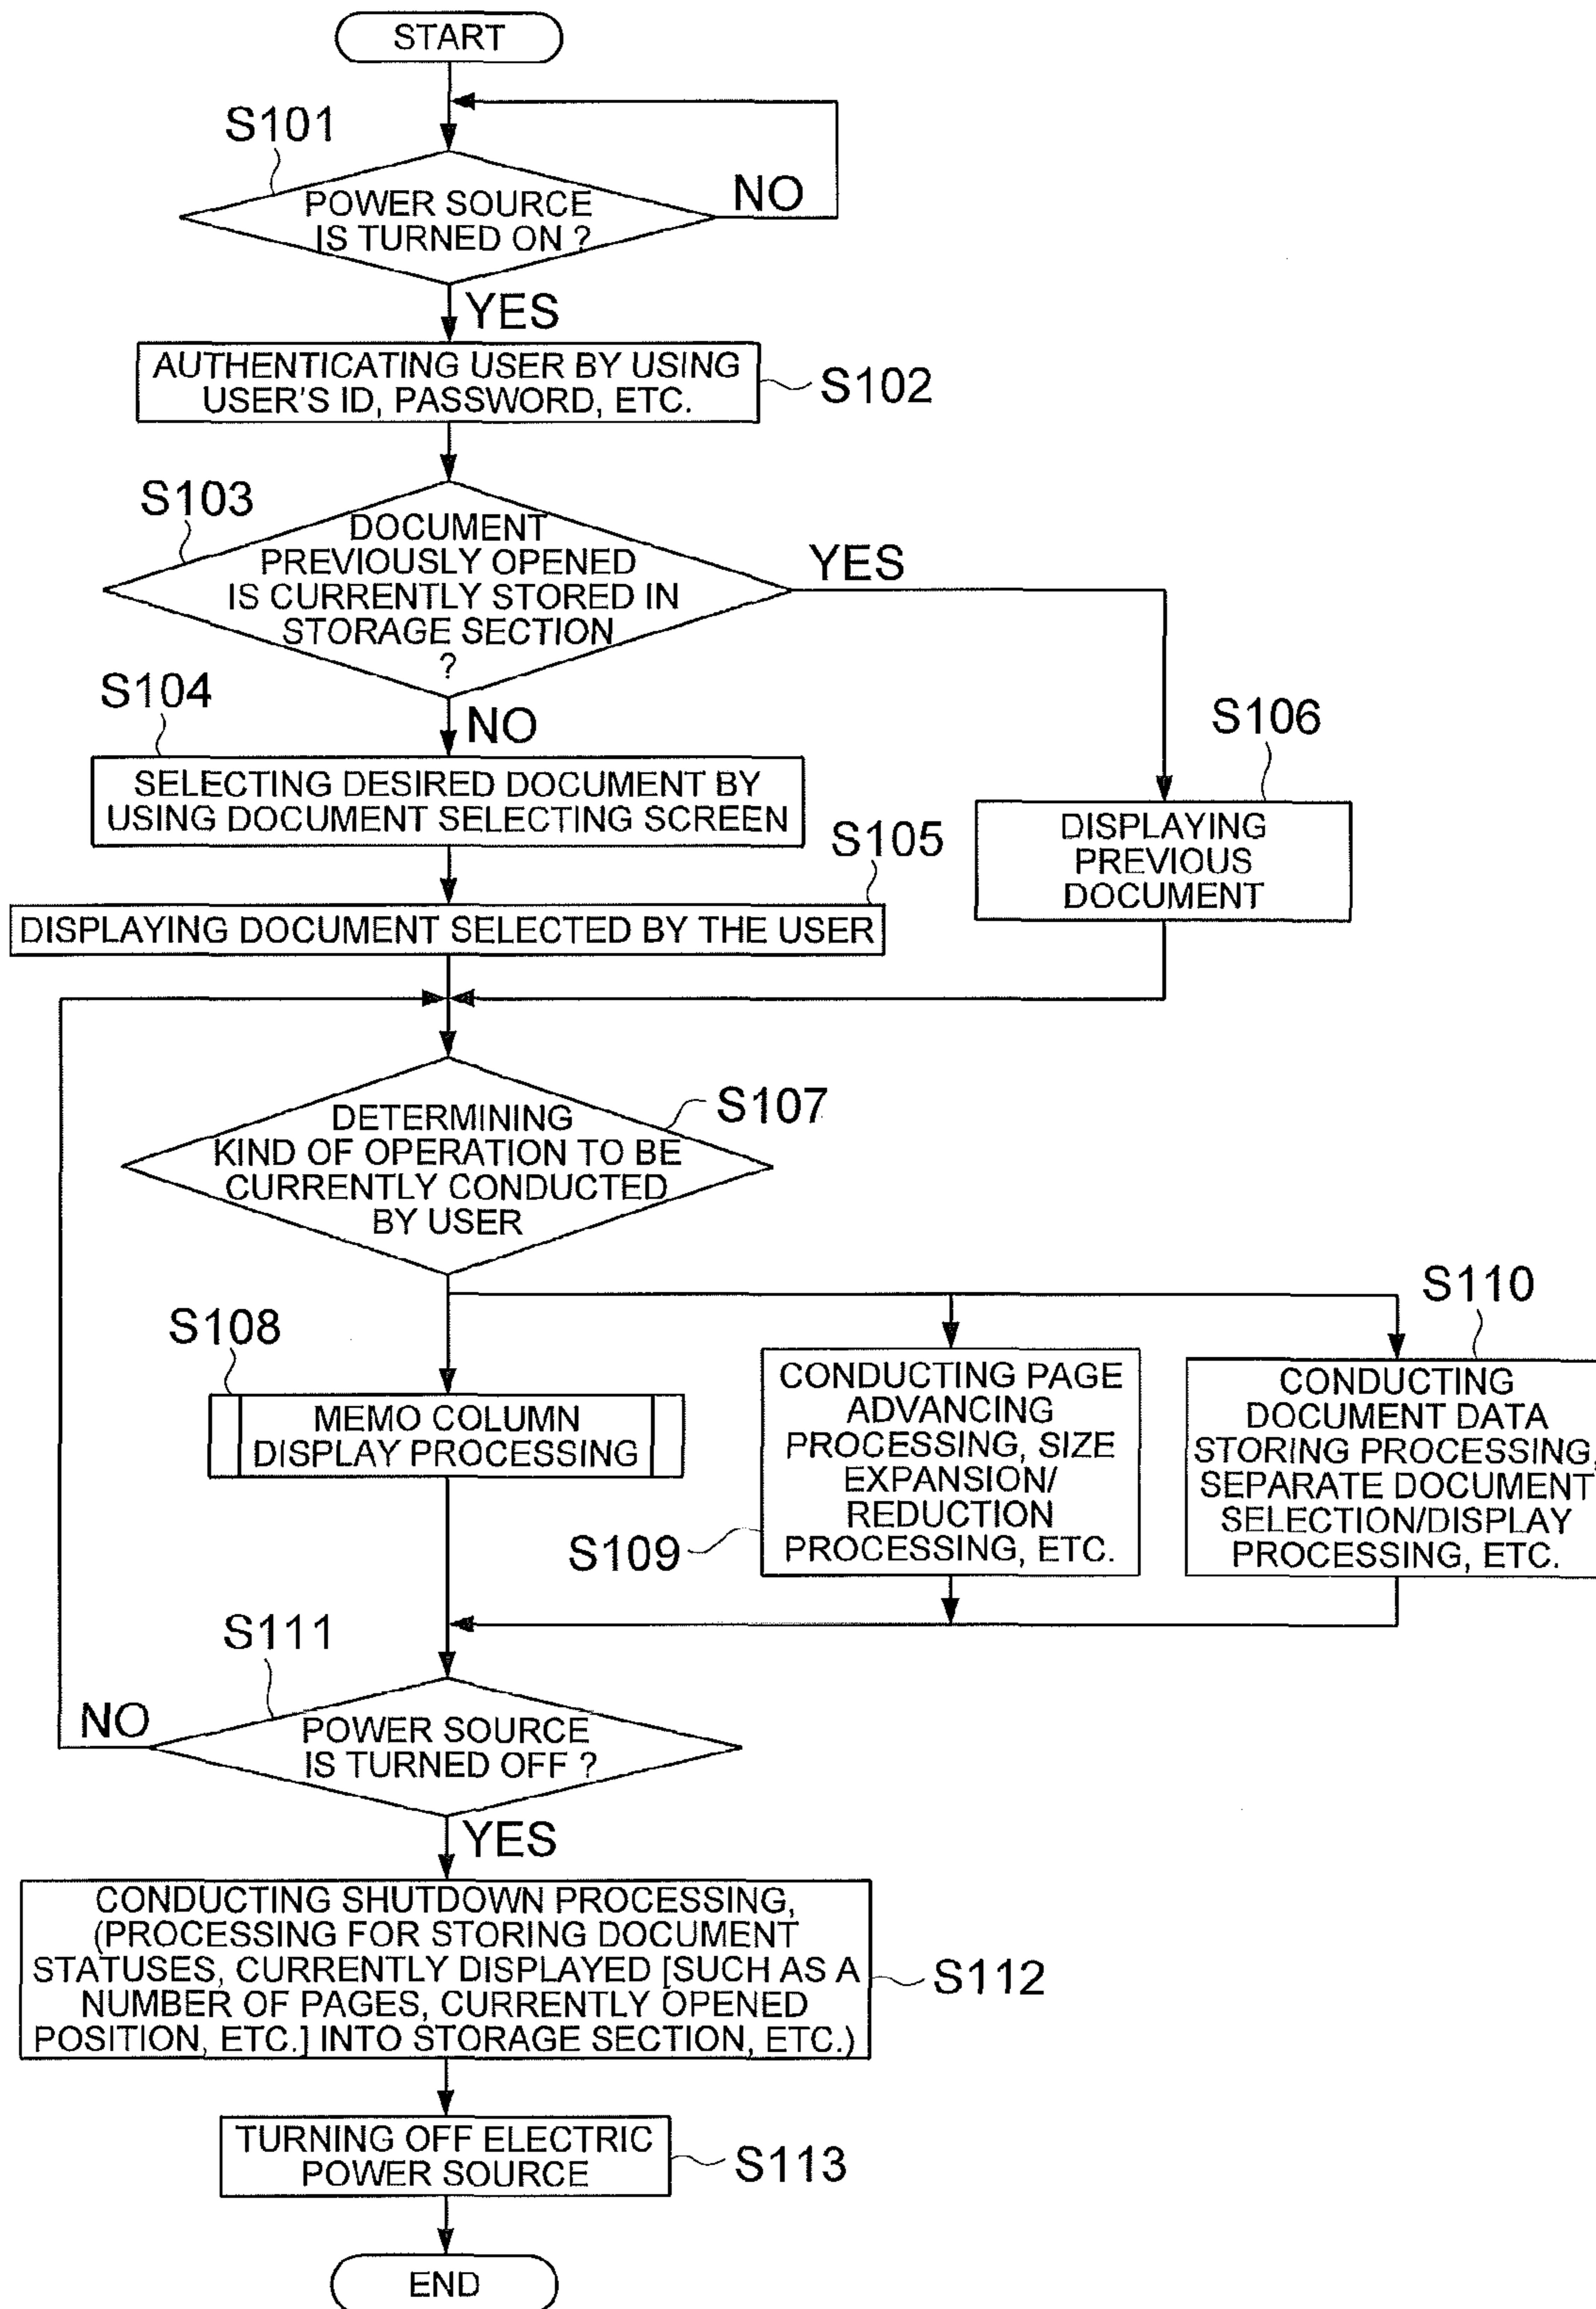 START
S101
POWER SOURCE
IS TURNED ON ?
NO
YES
AUTHENTICATING USER BY USING
USER'S ID, PASSWORD, ETC.
S102
S103
DOCUMENT
PREVIOUSLY OPENED
IS CURRENTLY STORED IN
STORAGE SECTION
?
YES
S104
NO
S106
SELECTING DESIRED DOCUMENT BY
USING DOCUMENT SELECTING SCREEN
DISPLAYING
PREVIOUS
DOCUMENT
S105
DISPLAYING DOCUMENT SELECTED BY THE USER
S107
DETERMINING
KIND OF OPERATION TO BE
CURRENTLY CONDUCTED
BY USER
S108
MEMO COLUMN
DISPLAY PROCESSING
CONDUCTING PAGE
ADVANCING
PROCESSING, SIZE
EXPANSION/
REDUCTION
PROCESSING, ETC.
S109
S110
CONDUCTING
DOCUMENT DATA
STORING PROCESSING,
SEPARATE DOCUMENT
SELECTION/DISPLAY
PROCESSING, ETC.
S111
NO
POWER SOURCE
IS TURNED OFF ?
YES
CONDUCTING SHUTDOWN PROCESSING,
(PROCESSING FOR STORING DOCUMENT
STATUSES, CURRENTLY DISPLAYED [SUCH AS A
NUMBER OF PAGES, CURRENTLY OPENED
POSITION, ETC.] INTO STORAGE SECTION, ETC.)
S112
TURNING OFF ELECTRIC
POWER SOURCE
S113
END